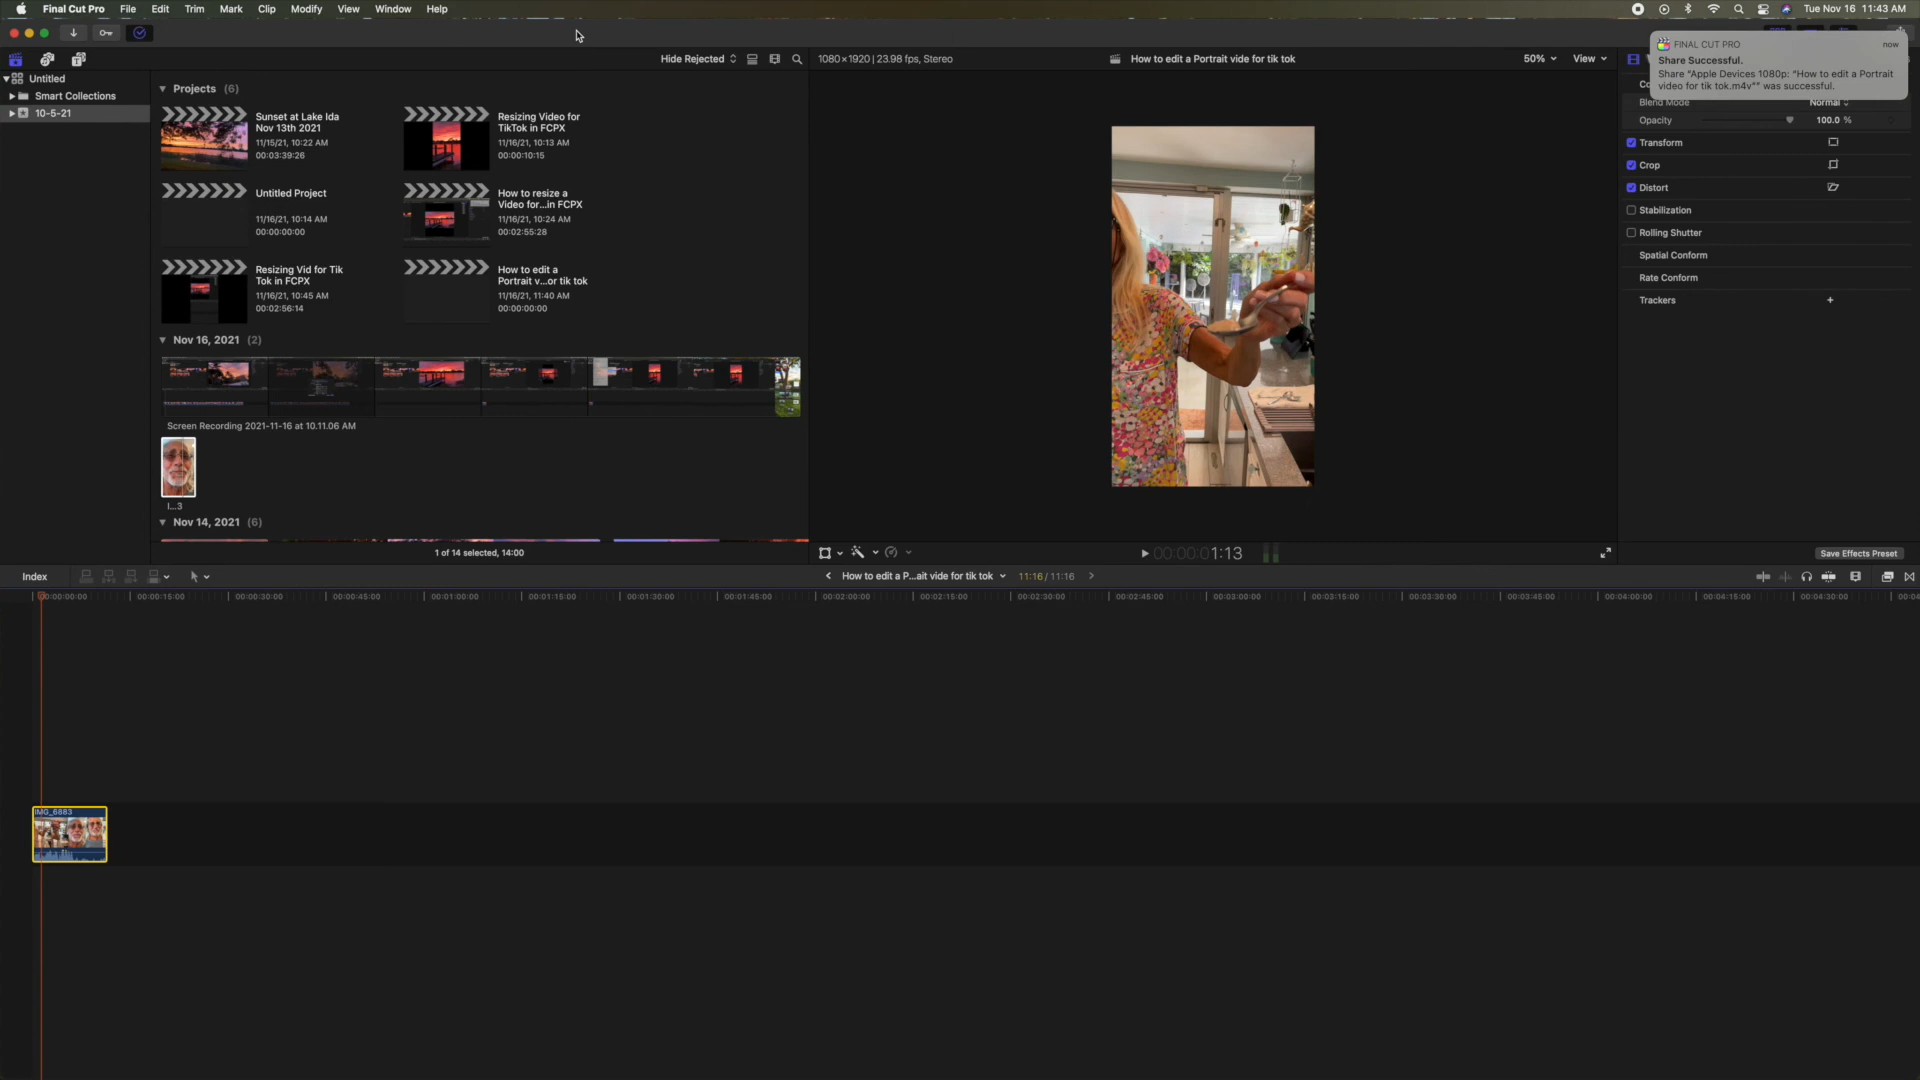 Final Cut Pro File Edit Trim Mark Clip Modify View Window Help Tue Nov 16 11:43 AM
Hide Rejected
1080×1920 | 23.98 fps, Stereo
How to edit a Portrait vide for tik tok
50%
View
FINAL CUT PRO now
Share Successful.
Share "Apple Devices 1080p: "How to edit a Portrait
video for tik tok.m4v"" was successful.
Untitled
Smart Collections
10-5-21
Projects (6)
Sunset at Lake Ida
Nov 13th 2021
11/15/21, 10:22 AM
00:03:39:26
Resizing Video for
TikTok in FCPX
11/16/21, 10:13 AM
00:00:10:15
Untitled Project
11/16/21, 10:14 AM
00:00:00:00
How to resize a
Video for...in FCPX
11/16/21, 10:24 AM
00:02:55:28
Resizing Vid for Tik
Tok in FCPX
11/16/21, 10:45 AM
00:02:56:14
How to edit a
Portrait v...or tik tok
11/16/21, 11:40 AM
00:00:00:00
Nov 16, 2021 (2)
Screen Recording 2021-11-16 at 10.11.06 AM
I...3
Nov 14, 2021 (6)
1 of 14 selected, 14:00
Blend Mode Normal
Opacity 100.0 %
Transform
Crop
Distort
Stabilization
Rolling Shutter
Spatial Conform
Rate Conform
Trackers +
00:00:00:01:13
Save Effects Preset
Index
How to edit a P...ait vide for tik tok 11:16 / 11:16
00:00:00:00 00:00:15:00 00:00:30:00 00:00:45:00 00:01:00:00 00:01:15:00 00:01:30:00 00:01:45:00 00:02:00:00 00:02:15:00 00:02:30:00 00:02:45:00 00:03:00:00 00:03:15:00 00:03:30:00 00:03:45:00 00:04:00:00 00:04:15:00 00:04:30:00
IMG_6883